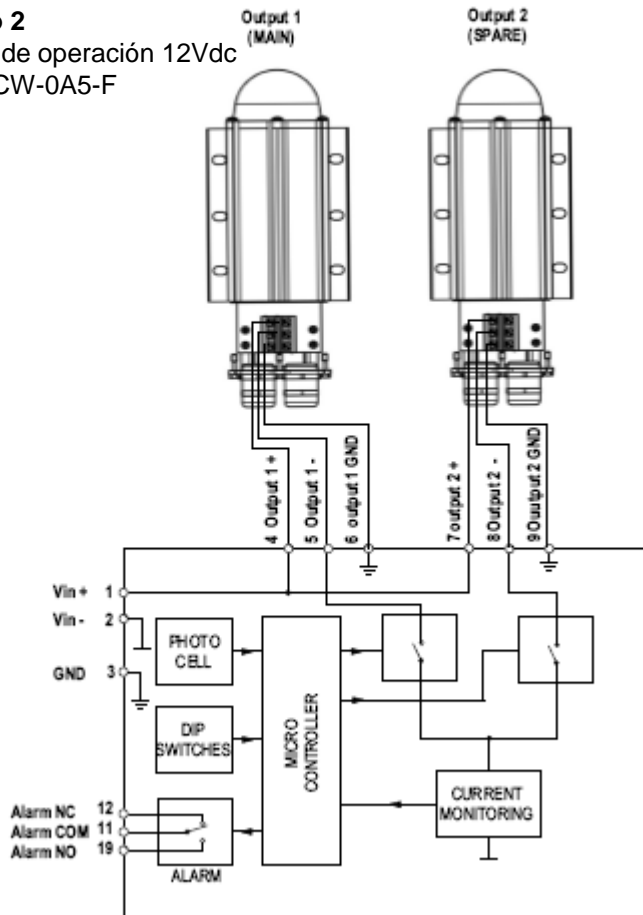 2
de operación 12Vdc
CW-0A5-F
Output 1
(MAIN)
Output 2
(SPARE)
4 Output 1 +
5 Output 1 -
6 output 1 GND
7 output 2 +
8 Output 2 -
9 Ouutput 2 GND
Vin + 1
Vin - 2
GND 3
PHOTO
CELL
DIP
SWITCHES
MICRO
CONTROLLER
CURRENT
MONITORING
Alarm NC 12
Alarm COM 11
Alarm NO 19
ALARM